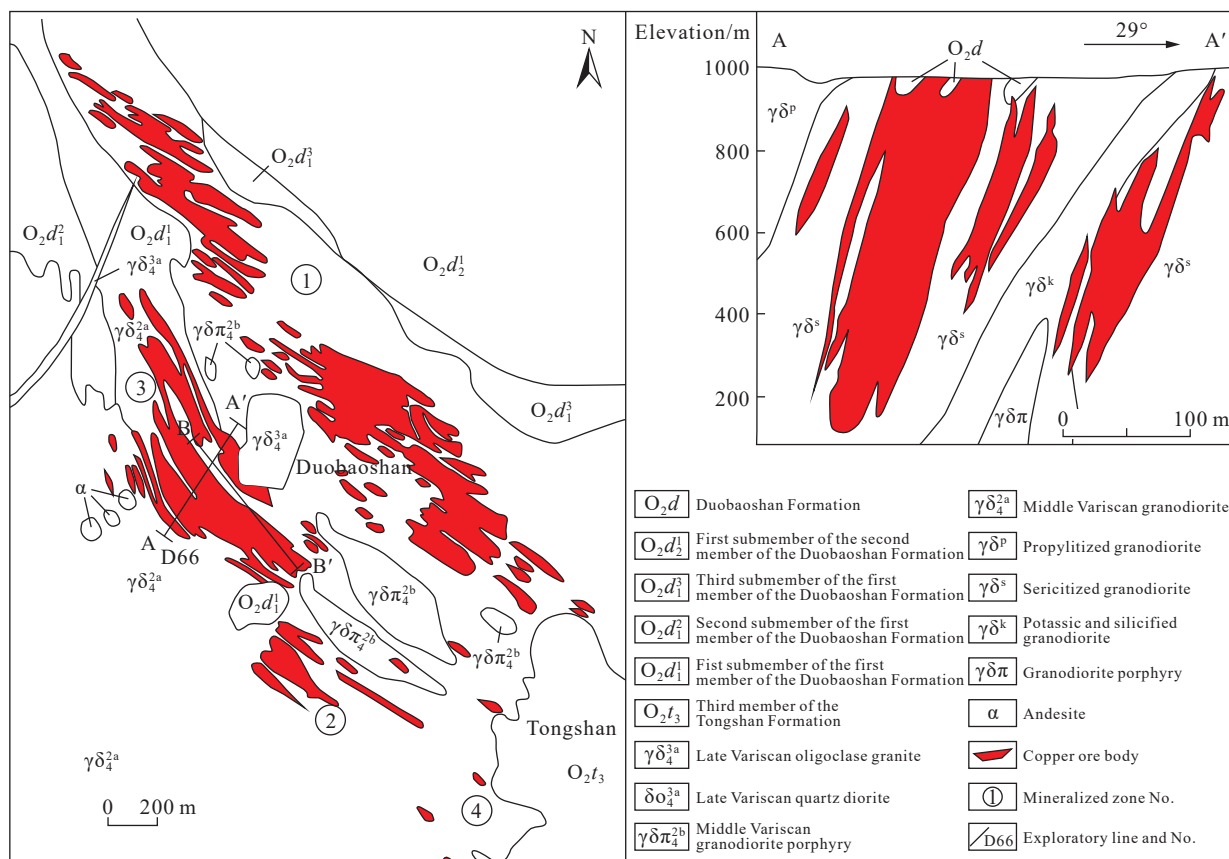 N
O₂d₁³
O₂d₁²
O₂d₁¹
γδ₄³ᵃ
O₂d₂¹
①
γδ₄²ᵃ
γδπ₄²ᵇ
③
A′
O₂d₁³
B
γδ₄³ᵃ
Duobaoshan
α
A
D66
B′
γδ₄²ᵃ
O₂d₁¹
γδπ₄²ᵇ
γδπ₄²ᵇ
γδπ₄²ᵇ
②
Tongshan
γδ₄²ᵃ
O₂t₃
0 200 m
④
Elevation/m
A
O₂d
29°
A′
1000
γδᵖ
800
600
γδˢ
γδᵏ
400
γδˢ
γδˢ
200
γδπ
0 100 m
O₂d Duobaoshan Formation
O₂d₂¹ First submember of the second
member of the Duobaoshan Formation
O₂d₁³ Third submember of the first
member of the Duobaoshan Formation
O₂d₁² Second submember of the first
member of the Duobaoshan Formation
O₂d₁¹ Fist submember of the first
member of the Duobaoshan Formation
O₂t₃ Third member of the
Tongshan Formation
γδ₄³ᵃ Late Variscan oligoclase granite
δο₄³ᵃ Late Variscan quartz diorite
γδπ₄²ᵇ Middle Variscan
granodiorite porphyry
γδ₄²ᵃ Middle Variscan granodiorite
γδᵖ Propylitized granodiorite
γδˢ Sericitized granodiorite
γδᵏ Potassic and silicified
granodiorite
γδπ Granodiorite porphyry
α Andesite
Copper ore body
① Mineralized zone No.
D66 Exploratory line and No.